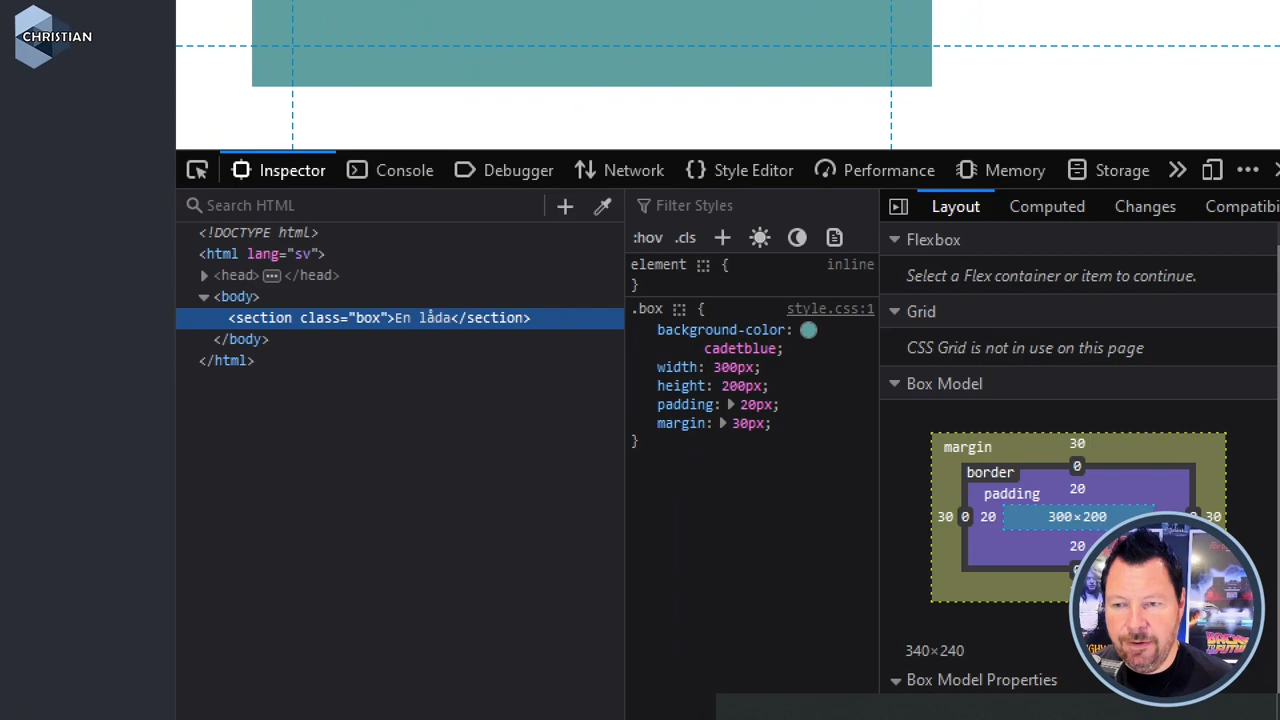 CHRISTIAN
Inspector
Console
Debugger
Network
{} Style Editor
Performance
Memory
Storage
Search HTML
+
<!DOCTYPE html>
<html lang="sv">
<head> ••• </head>
<body>
<section class="box">En låda</section>
</body>
</html>
Filter Styles
:hov .cls +
element {
inline
}
.box {
style.css:1
background-color:
cadetblue;
width: 300px;
height: 200px;
padding: 20px;
margin: 30px;
}
Layout
Computed
Changes
Compatibi
Flexbox
Select a Flex container or item to continue.
Grid
CSS Grid is not in use on this page
Box Model
margin 30
border 0
padding 20
30 0 20 300×200 30
20
340×240
Box Model Properties